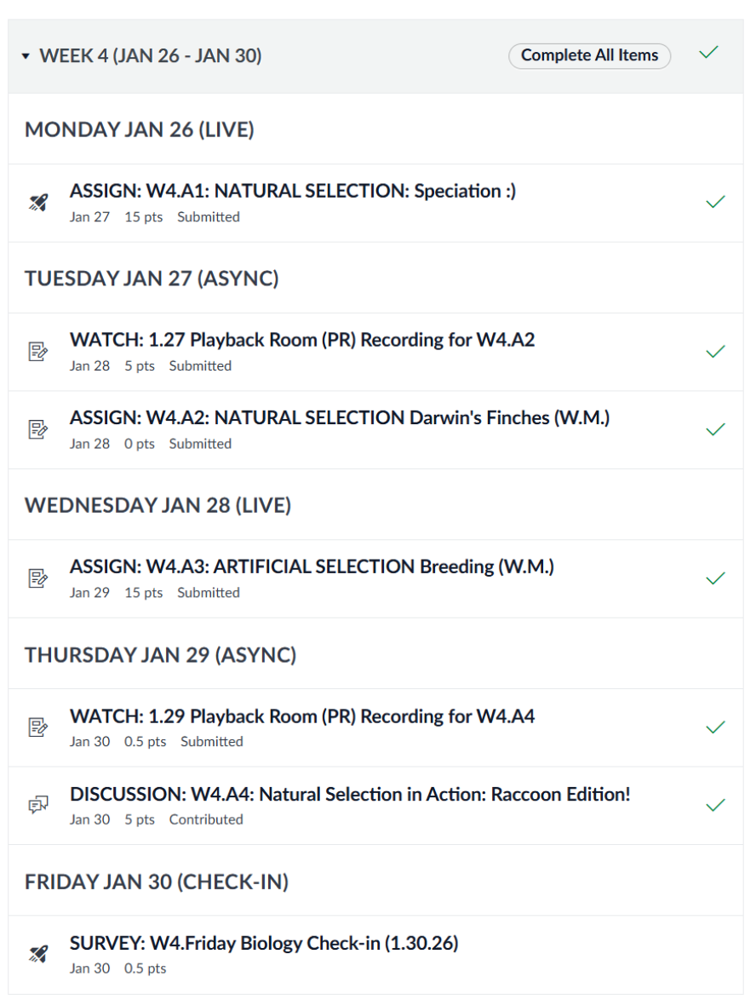 WEEK 4 (JAN 26 - JAN 30) Complete All Items
MONDAY JAN 26 (LIVE)
ASSIGN: W4.A1: NATURAL SELECTION: Speciation :)
Jan 27 15 pts Submitted
TUESDAY JAN 27 (ASYNC)
WATCH: 1.27 Playback Room (PR) Recording for W4.A2
Jan 28 5 pts Submitted
ASSIGN: W4.A2: NATURAL SELECTION Darwin's Finches (W.M.)
Jan 28 0 pts Submitted
WEDNESDAY JAN 28 (LIVE)
ASSIGN: W4.A3: ARTIFICIAL SELECTION Breeding (W.M.)
Jan 29 15 pts Submitted
THURSDAY JAN 29 (ASYNC)
WATCH: 1.29 Playback Room (PR) Recording for W4.A4
Jan 30 0.5 pts Submitted
DISCUSSION: W4.A4: Natural Selection in Action: Raccoon Edition!
Jan 30 5 pts Contributed
FRIDAY JAN 30 (CHECK-IN)
SURVEY: W4.Friday Biology Check-in (1.30.26)
Jan 30 0.5 pts